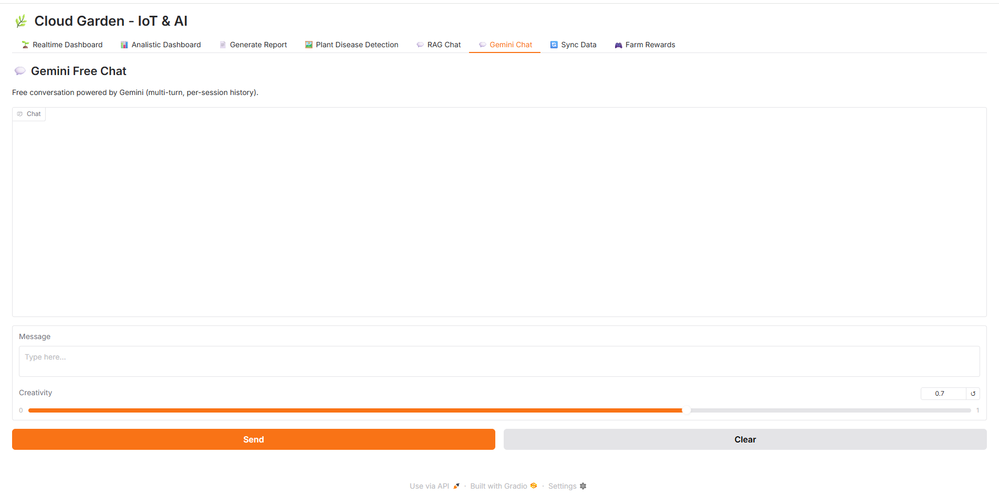 Cloud Garden - IoT & AI
Realtime Dashboard Analistic Dashboard Generate Report Plant Disease Detection RAG Chat Gemini Chat Sync Data Farm Rewards
Gemini Free Chat
Free conversation powered by Gemini (multi-turn, per-session history).
Chat
Message
Type here...
Creativity 0.7
0 1
Send Clear
Use via API · Built with Gradio · Settings